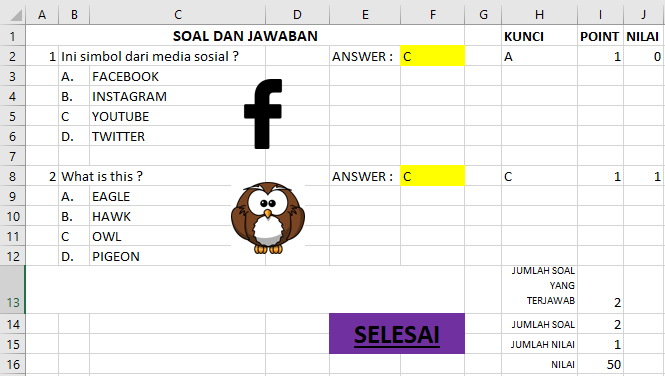 A B C D E F G H I J
1 SOAL DAN JAWABAN KUNCI POINT NILAI
2 1 Ini simbol dari media sosial ? ANSWER : C A 1 0
3 A. FACEBOOK
4 B. INSTAGRAM
5 C YOUTUBE
6 D. TWITTER
7
8 2 What is this ? ANSWER : C C 1 1
9 A. EAGLE
10 B. HAWK
11 C OWL
12 D. PIGEON
JUMLAH SOAL
YANG
13 TERJAWAB 2
14 JUMLAH SOAL 2
SELESAI
15 JUMLAH NILAI 1
16 NILAI 50